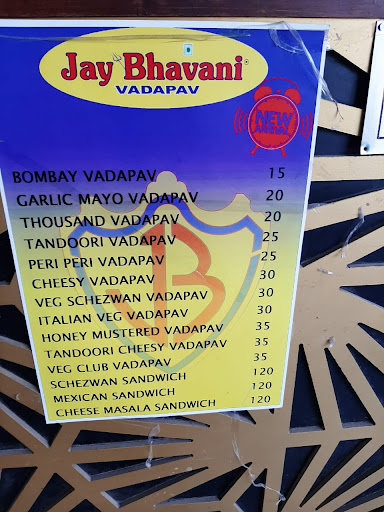 Jay Bhavani
VADAPAV
NEW
BOMBAY VADAPAV 15
GARLIC MAYO VADAPAV 20
THOUSAND VADAPAV 20
TANDOORI VADAPAV 25
PERI PERI VADAPAV 25
CHEESY VADAPAV 30
VEG SCHEZWAN VADAPAV 30
ITALIAN VEG VADAPAV 30
HONEY MUSTERED VADAPAV 35
TANDOORI CHEESY VADAPAV 35
VEG CLUB VADAPAV 35
SCHEZWAN SANDWICH 120
MEXICAN SANDWICH 120
CHEESE MASALA SANDWICH 120